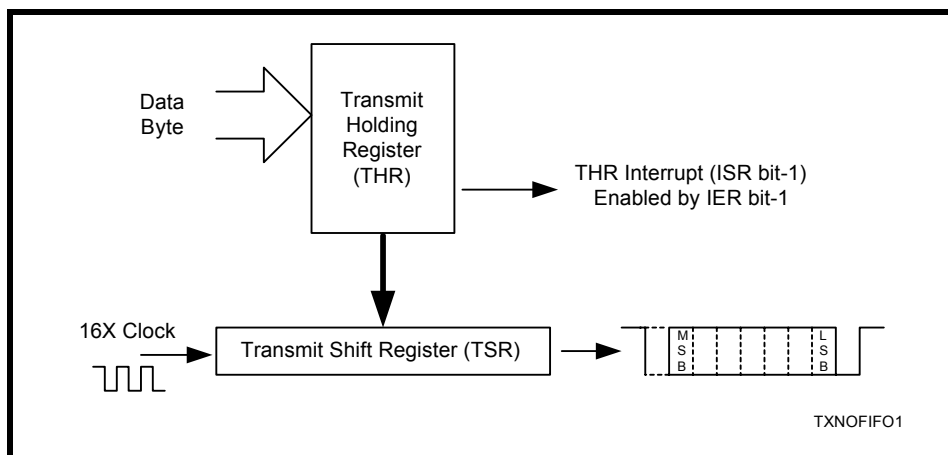 Data
Byte
Transmit
Holding
Register
(THR)
THR Interrupt (ISR bit-1)
Enabled by IER bit-1
16X Clock
Transmit Shift Register (TSR)
M
S
B
L
S
B
TXNOFIFO1